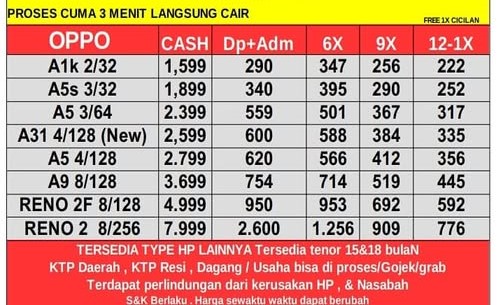 PROSES CUMA 3 MENIT LANGSUNG CAIR
FREE 1X CICILAN
OPPO CASH Dp+Adm 6X 9X 12-1X
A1k 2/32 1,599 290 347 256 222
A5s 3/32 1,899 340 395 290 252
A5 3/64 2.399 559 501 367 317
A31 4/128 (New) 2,599 600 588 384 335
A5 4/128 2.799 620 566 412 356
A9 8/128 3.699 754 714 519 445
RENO 2F 8/128 4.999 950 953 692 592
RENO 2 8/256 7.999 2.600 1.256 909 776
TERSEDIA TYPE HP LAINNYA Tersedia tenor 15&18 bulaN
KTP Daerah , KTP Resi , Dagang / Usaha bisa di proses/Gojek/grab
Terdapat perlindungan dari kerusakan HP , & Nasabah
S&K Berlaku . Harga sewaktu waktu dapat berubah